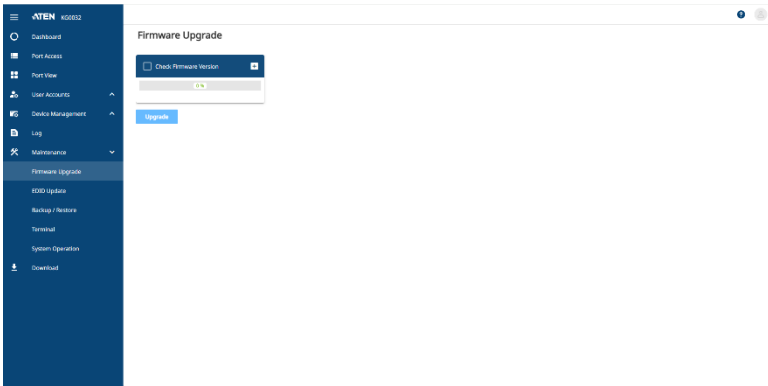 ATEN KG0032
Dashboard
Port Access
Port View
User Accounts
Device Management
Log
Maintenance
Firmware Upgrade
EDID Update
Backup / Restore
Terminal
System Operation
Download
?
Firmware Upgrade
Check Firmware Version
0 %
Upgrade